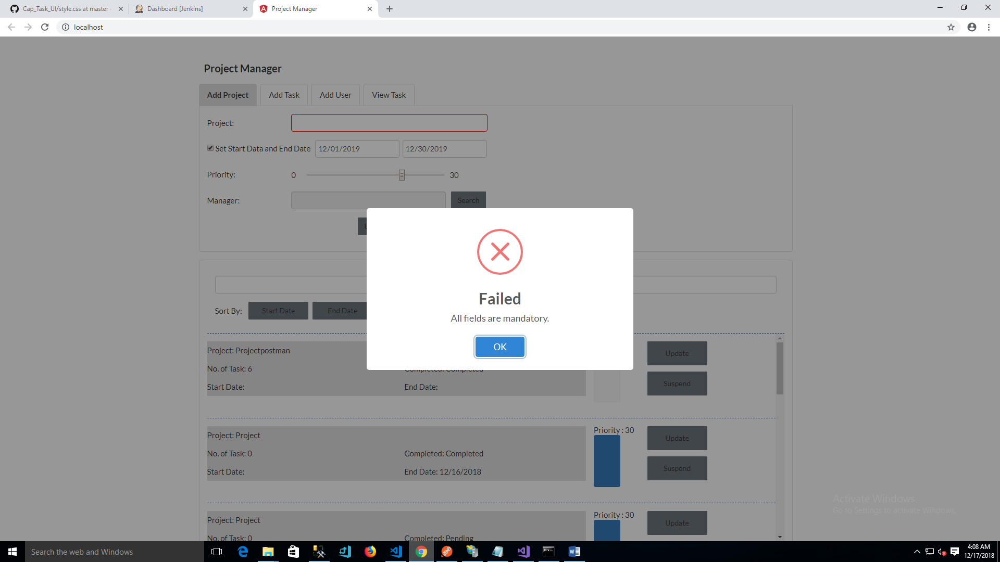 Cap_Task_UI/style.css at master
Dashboard [Jenkins]
Project Manager
localhost
Project Manager
Add Project
Add Task
Add User
View Task
Project:
Set Start Data and End Date
12/01/2019
12/30/2019
Priority:
0
30
Manager:
Search
Failed
All fields are mandatory.
OK
Sort By:
Start Date
End Date
Project: Projectpostman
No. of Task: 6
Completed: Completed
Start Date:
End Date:
Update
Suspend
Project: Project
No. of Task: 0
Completed: Completed
Start Date:
End Date: 12/16/2018
Priority : 30
Update
Suspend
Project: Project
No. of Task: 0
Completed: Pending
Priority : 30
Update
Activate Windows
Go to Settings to activate Windows.
Search the web and Windows
4:08 AM
12/17/2018